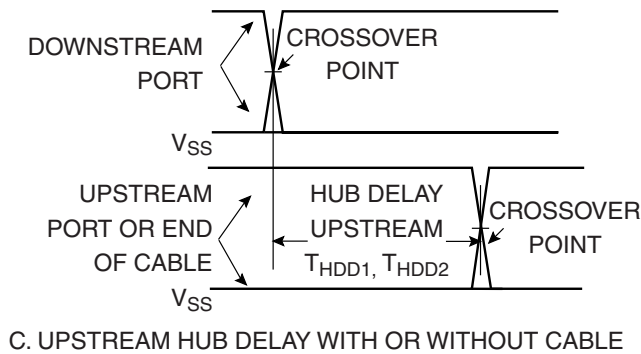 DOWNSTREAM
PORT
CROSSOVER
POINT
VSS
UPSTREAM
PORT OR END
OF CABLE
HUB DELAY
UPSTREAM
THDD1, THDD2
CROSSOVER
POINT
VSS
C. UPSTREAM HUB DELAY WITH OR WITHOUT CABLE